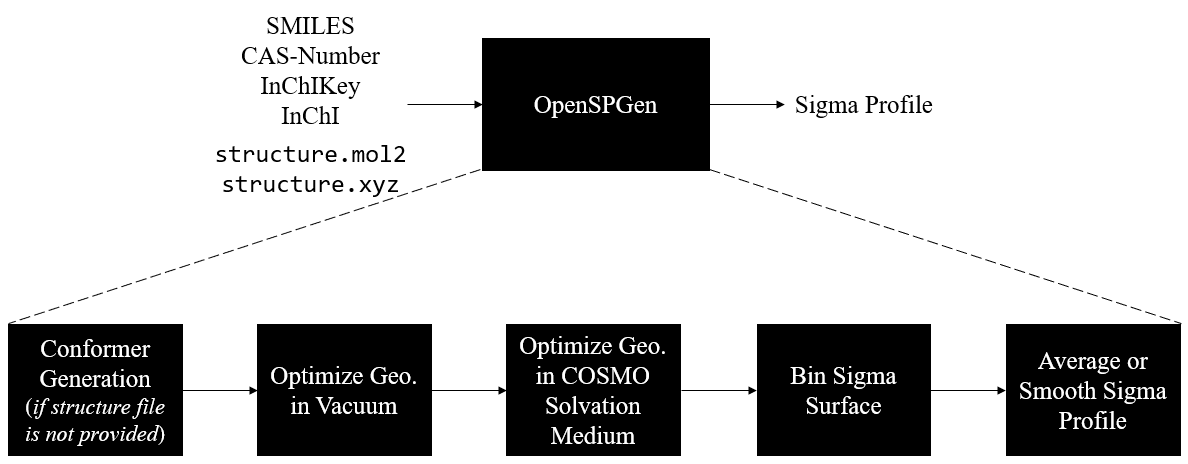 SMILES
CAS-Number
InChIKey
InChI
structure.mol2
structure.xyz
OpenSPGen
Sigma Profile
Conformer
Generation
(if structure file
is not provided)
Optimize Geo.
in Vacuum
Optimize Geo.
in COSMO
Solvation
Medium
Bin Sigma
Surface
Average or
Smooth Sigma
Profile